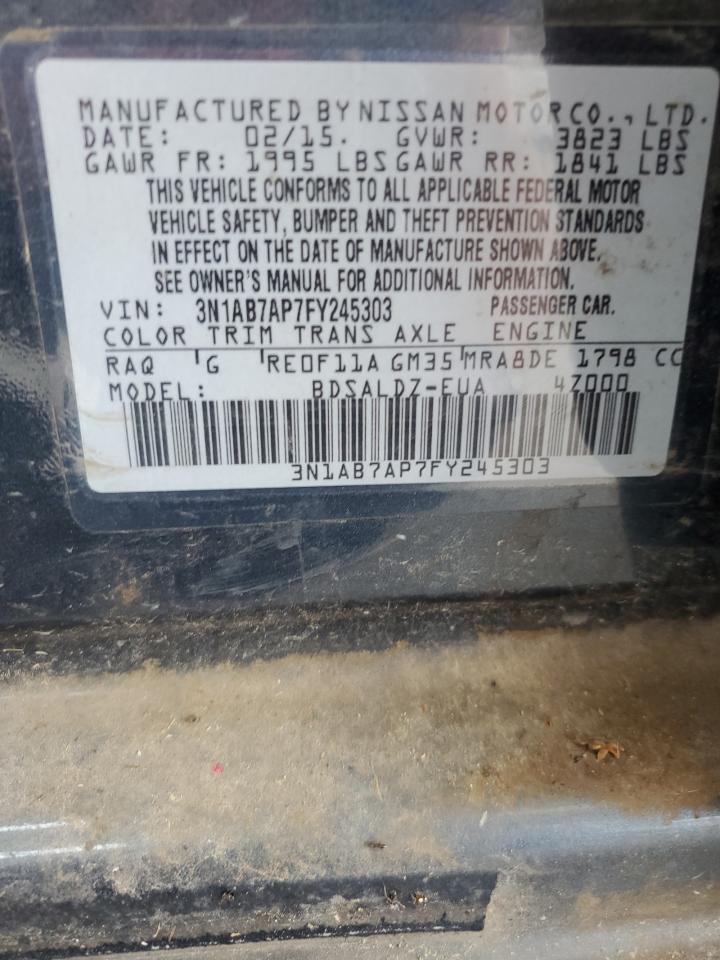 MANUFACTURED BY NISSAN MOTOR CO., LTD.
DATE: 02/15. GVWR: 3823 LBS
GAWR FR: 1995 LBS GAWR RR: 1841 LBS
THIS VEHICLE CONFORMS TO ALL APPLICABLE FEDERAL MOTOR
VEHICLE SAFETY, BUMPER AND THEFT PREVENTION STANDARDS
IN EFFECT ON THE DATE OF MANUFACTURE SHOWN ABOVE.
SEE OWNER'S MANUAL FOR ADDITIONAL INFORMATION.
VIN: 3N1AB7AP7FY245303 PASSENGER CAR.
COLOR TRIM TRANS AXLE ENGINE
RAQ G RE0F11A GM35 MRA8DE 1798 CC
MODEL: BDSALDZ-EUA 4Z000
3N1AB7AP7FY245303